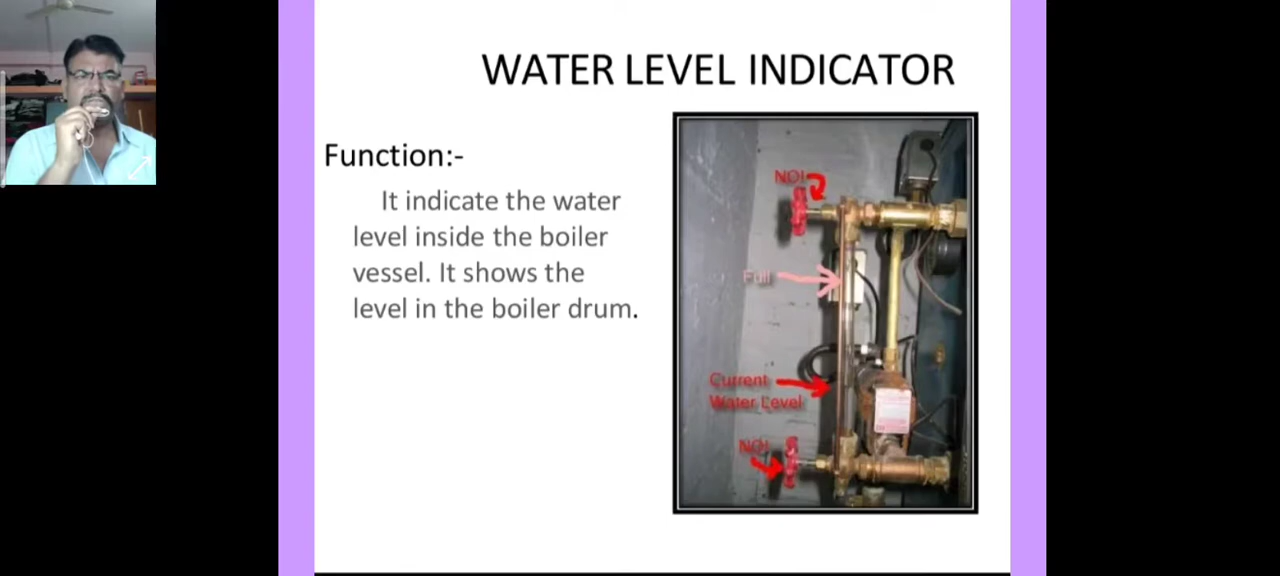 WATER LEVEL INDICATOR
Function:-
It indicate the water
level inside the boiler
vessel. It shows the
level in the boiler drum.
NO!
Full
Current
Water Level
NO!